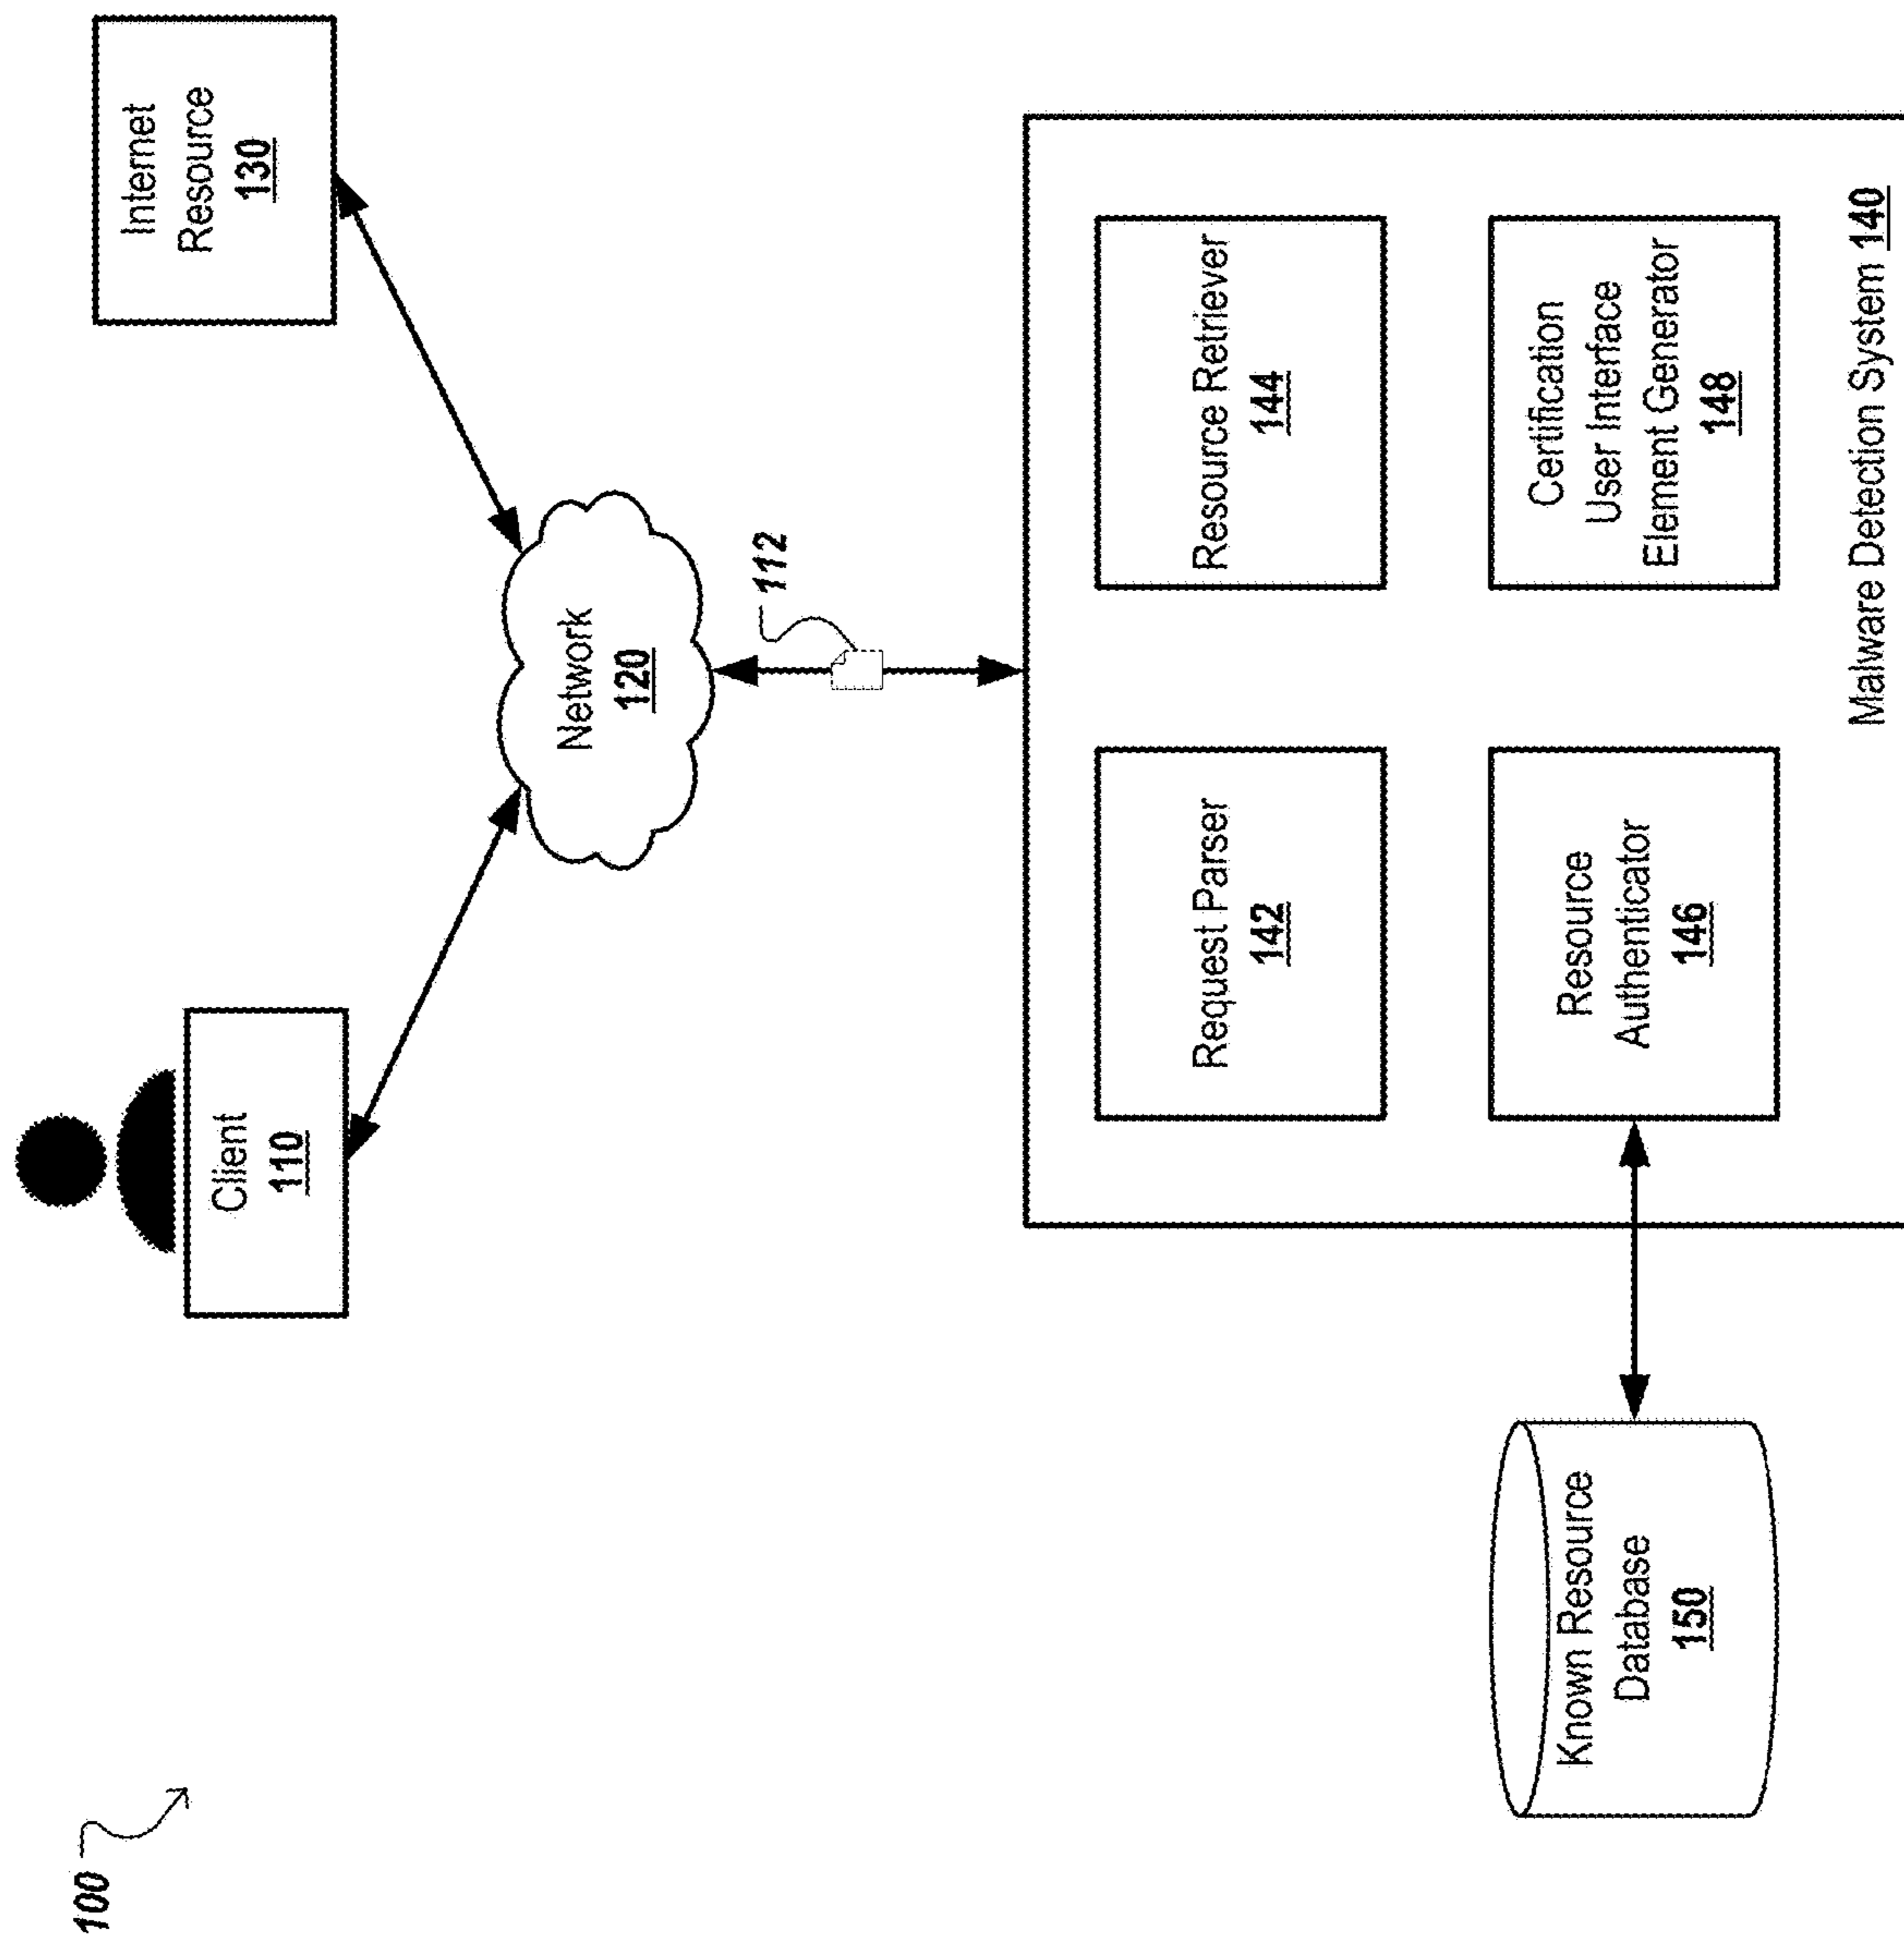 100
Client
110
Internet
Resource
130
Network
120
112
Request Parser
142
Resource Retriever
144
Resource
Authenticator
146
Certification
User Interface
Element Generator
148
Malware Detection System 140
Known Resource
Database
150